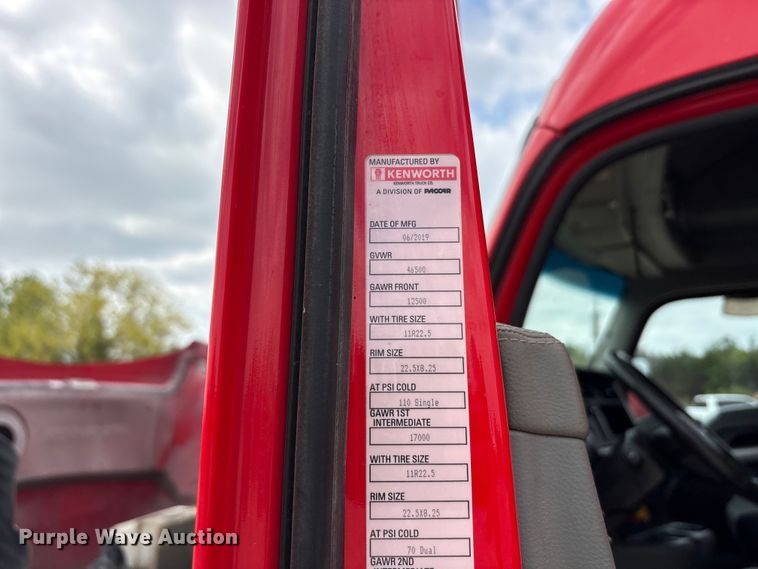 MANUFACTURED BY
KENWORTH
KENWORTH TRUCK CO.
A DIVISION OF PACCAR
DATE OF MFG
06/2019
GVWR
46500
GAWR FRONT
12500
WITH TIRE SIZE
11R22.5
RIM SIZE
22.5X8.25
AT PSI COLD
110 Single
GAWR 1ST
INTERMEDIATE
17000
WITH TIRE SIZE
11R22.5
RIM SIZE
22.5X8.25
AT PSI COLD
70 Dual
GAWR 2ND
INTERMEDIATE
Purple Wave Auction